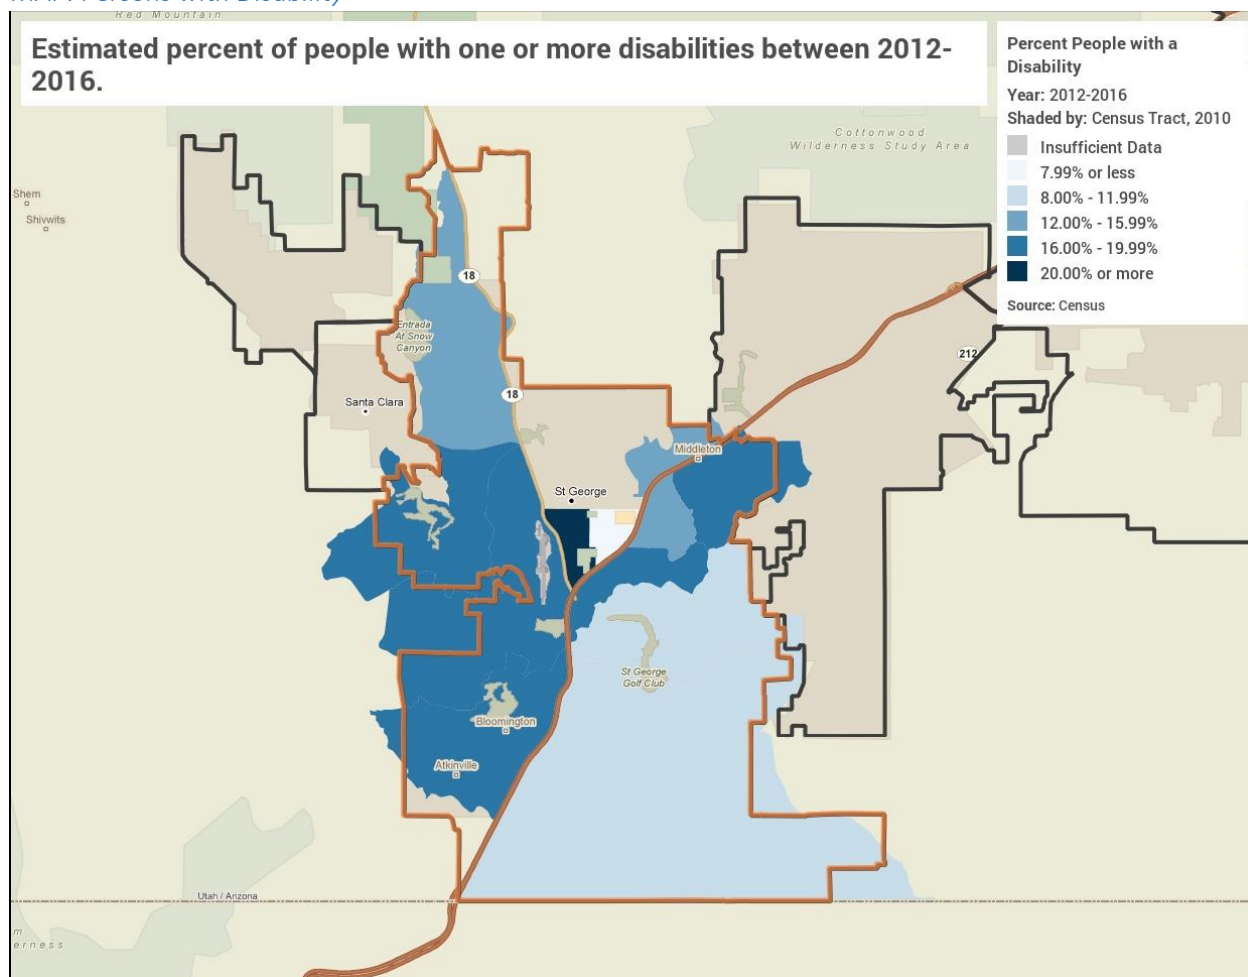 MAP: Persons with Disability
Red Mountain
Estimated percent of people with one or more disabilities between 2012-
2016.
Percent People with a
Disability
Year: 2012-2016
Shaded by: Census Tract, 2010
Insufficient Data
7.99% or less
8.00% - 11.99%
12.00% - 15.99%
16.00% - 19.99%
20.00% or more
Source: Census
Cottonwood
Wilderness Study Area
Shem
Shivwits
18
Entrada
At Snow
Canyon
212
18
Santa Clara
Middleton
St George
St George
Golf Club
Bloomington
Atkinville
Utah / Arizona
m
erness